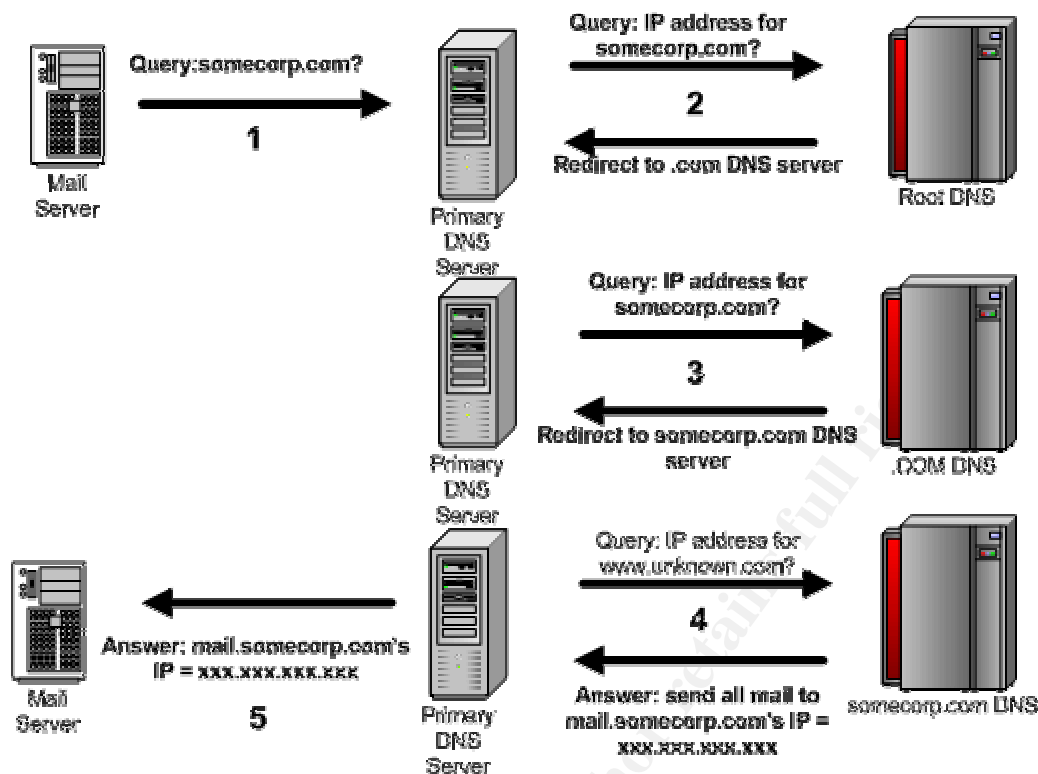 Query:somecorp.com?
1
Mail
Server
Primary
DNS
Server
Query: IP address for
somecorp.com?
2
Redirect to .com DNS server
Root DNS
Query: IP address for
somecorp.com?
3
Redirect to somecorp.com DNS
server
Primary
DNS
Server
.COM DNS
Query: IP address for
www.unknown.com?
4
Answer: send all mail to
mail.somecorp.com's IP =
xxx.xxx.xxx.xxx
somecorp.com DNS
Primary
DNS
Server
Answer: mail.somecorp.com's
IP = xxx.xxx.xxx.xxx
5
Mail
Server
retains full